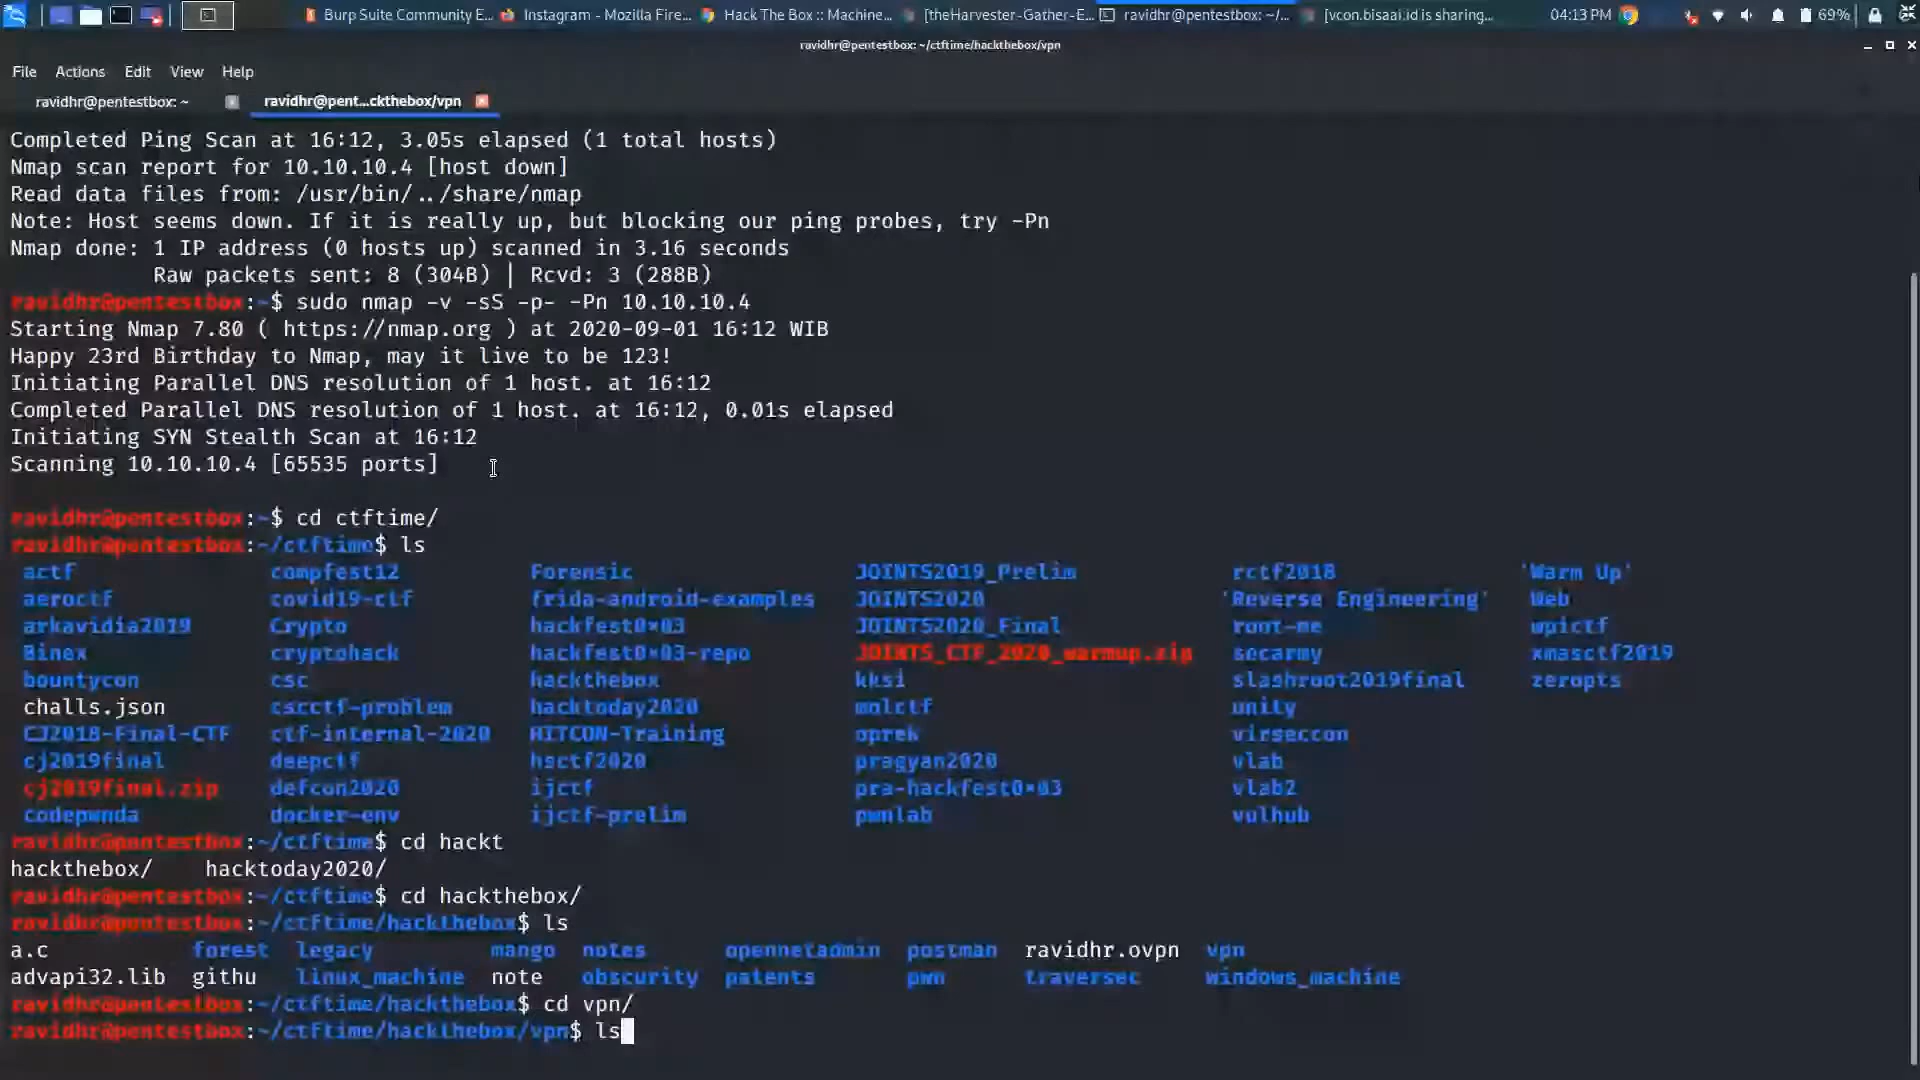 Burp Suite Community E... Instagram - Mozilla Fire... Hack The Box :: Machine... [theHarvester-Gather-E... ravidhr@pentestbox: ~/... [vcon.bisaai.id is sharing... 04:13 PM 69%
ravidhr@pentestbox: ~/ctftime/hackthebox/vpn
File Actions Edit View Help
ravidhr@pentestbox: ~ ravidhr@pent...ckthebox/vpn
Completed Ping Scan at 16:12, 3.05s elapsed (1 total hosts)
Nmap scan report for 10.10.10.4 [host down]
Read data files from: /usr/bin/../share/nmap
Note: Host seems down. If it is really up, but blocking our ping probes, try -Pn
Nmap done: 1 IP address (0 hosts up) scanned in 3.16 seconds
Raw packets sent: 8 (304B) | Rcvd: 3 (288B)
ravidhr@pentestbox:~$ sudo nmap -v -sS -p- -Pn 10.10.10.4
Starting Nmap 7.80 ( https://nmap.org ) at 2020-09-01 16:12 WIB
Happy 23rd Birthday to Nmap, may it live to be 123!
Initiating Parallel DNS resolution of 1 host. at 16:12
Completed Parallel DNS resolution of 1 host. at 16:12, 0.01s elapsed
Initiating SYN Stealth Scan at 16:12
Scanning 10.10.10.4 [65535 ports]
ravidhr@pentestbox:~$ cd ctftime/
ravidhr@pentestbox:~/ctftime$ ls
actf compfest12 Forensic JOINTS2019_Prelim rctf2018 'Warm Up'
aeroctf covid19-ctf frida-android-examples JOINTS2020 'Reverse Engineering' Web
arkavidia2019 Crypto hackfest0×03 JOINTS2020_Final root-me wpictf
Binex cryptohack hackfest0×03-repo JOINTS_CTF_2020_warmup.zip secarmy xmasctf2019
bountycon csc hackthebox kksi slashroot2019final zeropts
challs.json cscctf-problem hacktoday2020 molctf unity
CJ2018-Final-CTF ctf-internal-2020 HITCON-Training oprek virseccon
cj2019final deepctf hsctf2020 pragyan2020 vlab
cj2019final.zip defcon2020 ijctf pra-hackfest0×03 vlab2
codepwnda docker-env ijctf-prelim pwnlab vulhub
ravidhr@pentestbox:~/ctftime$ cd hackt
hackthebox/ hacktoday2020/
ravidhr@pentestbox:~/ctftime$ cd hackthebox/
ravidhr@pentestbox:~/ctftime/hackthebox$ ls
a.c forest legacy mango notes opennetadmin postman ravidhr.ovpn vpn
advapi32.lib githu linux_machine note obscurity patents pwn traversec windows_machine
ravidhr@pentestbox:~/ctftime/hackthebox$ cd vpn/
ravidhr@pentestbox:~/ctftime/hackthebox/vpn$ ls